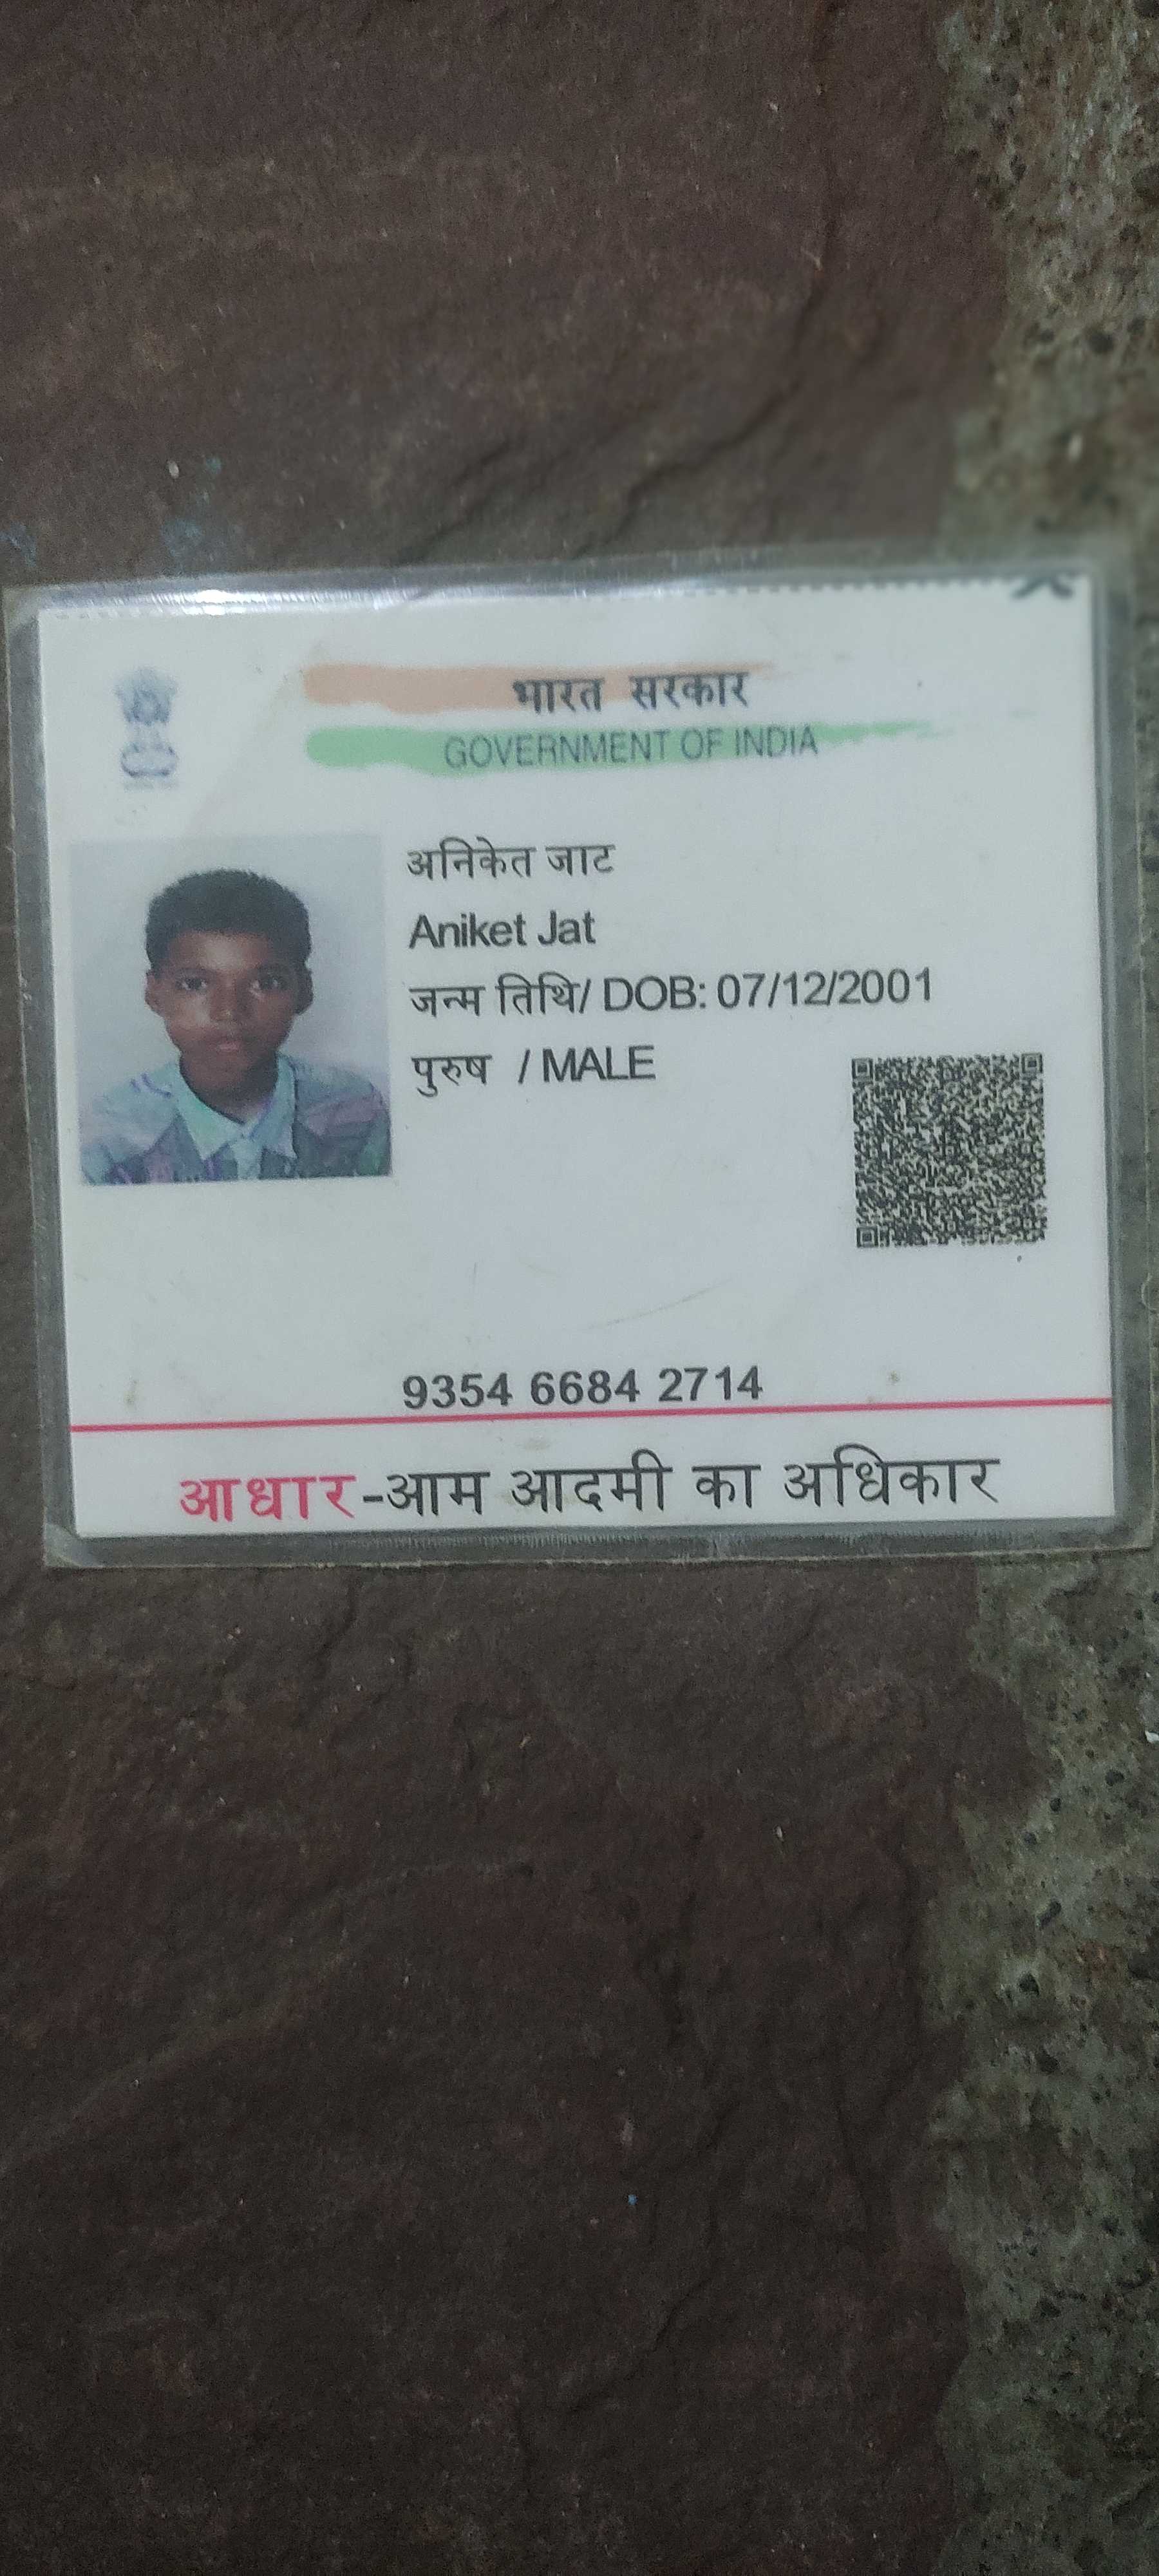 भारत सरकार
GOVERNMENT OF INDIA
अनिकेत जाट
Aniket Jat
जन्म तिथि/ DOB: 07/12/2001
पुरुष / MALE
9354 6684 2714
आधार-आम आदमी का अधिकार